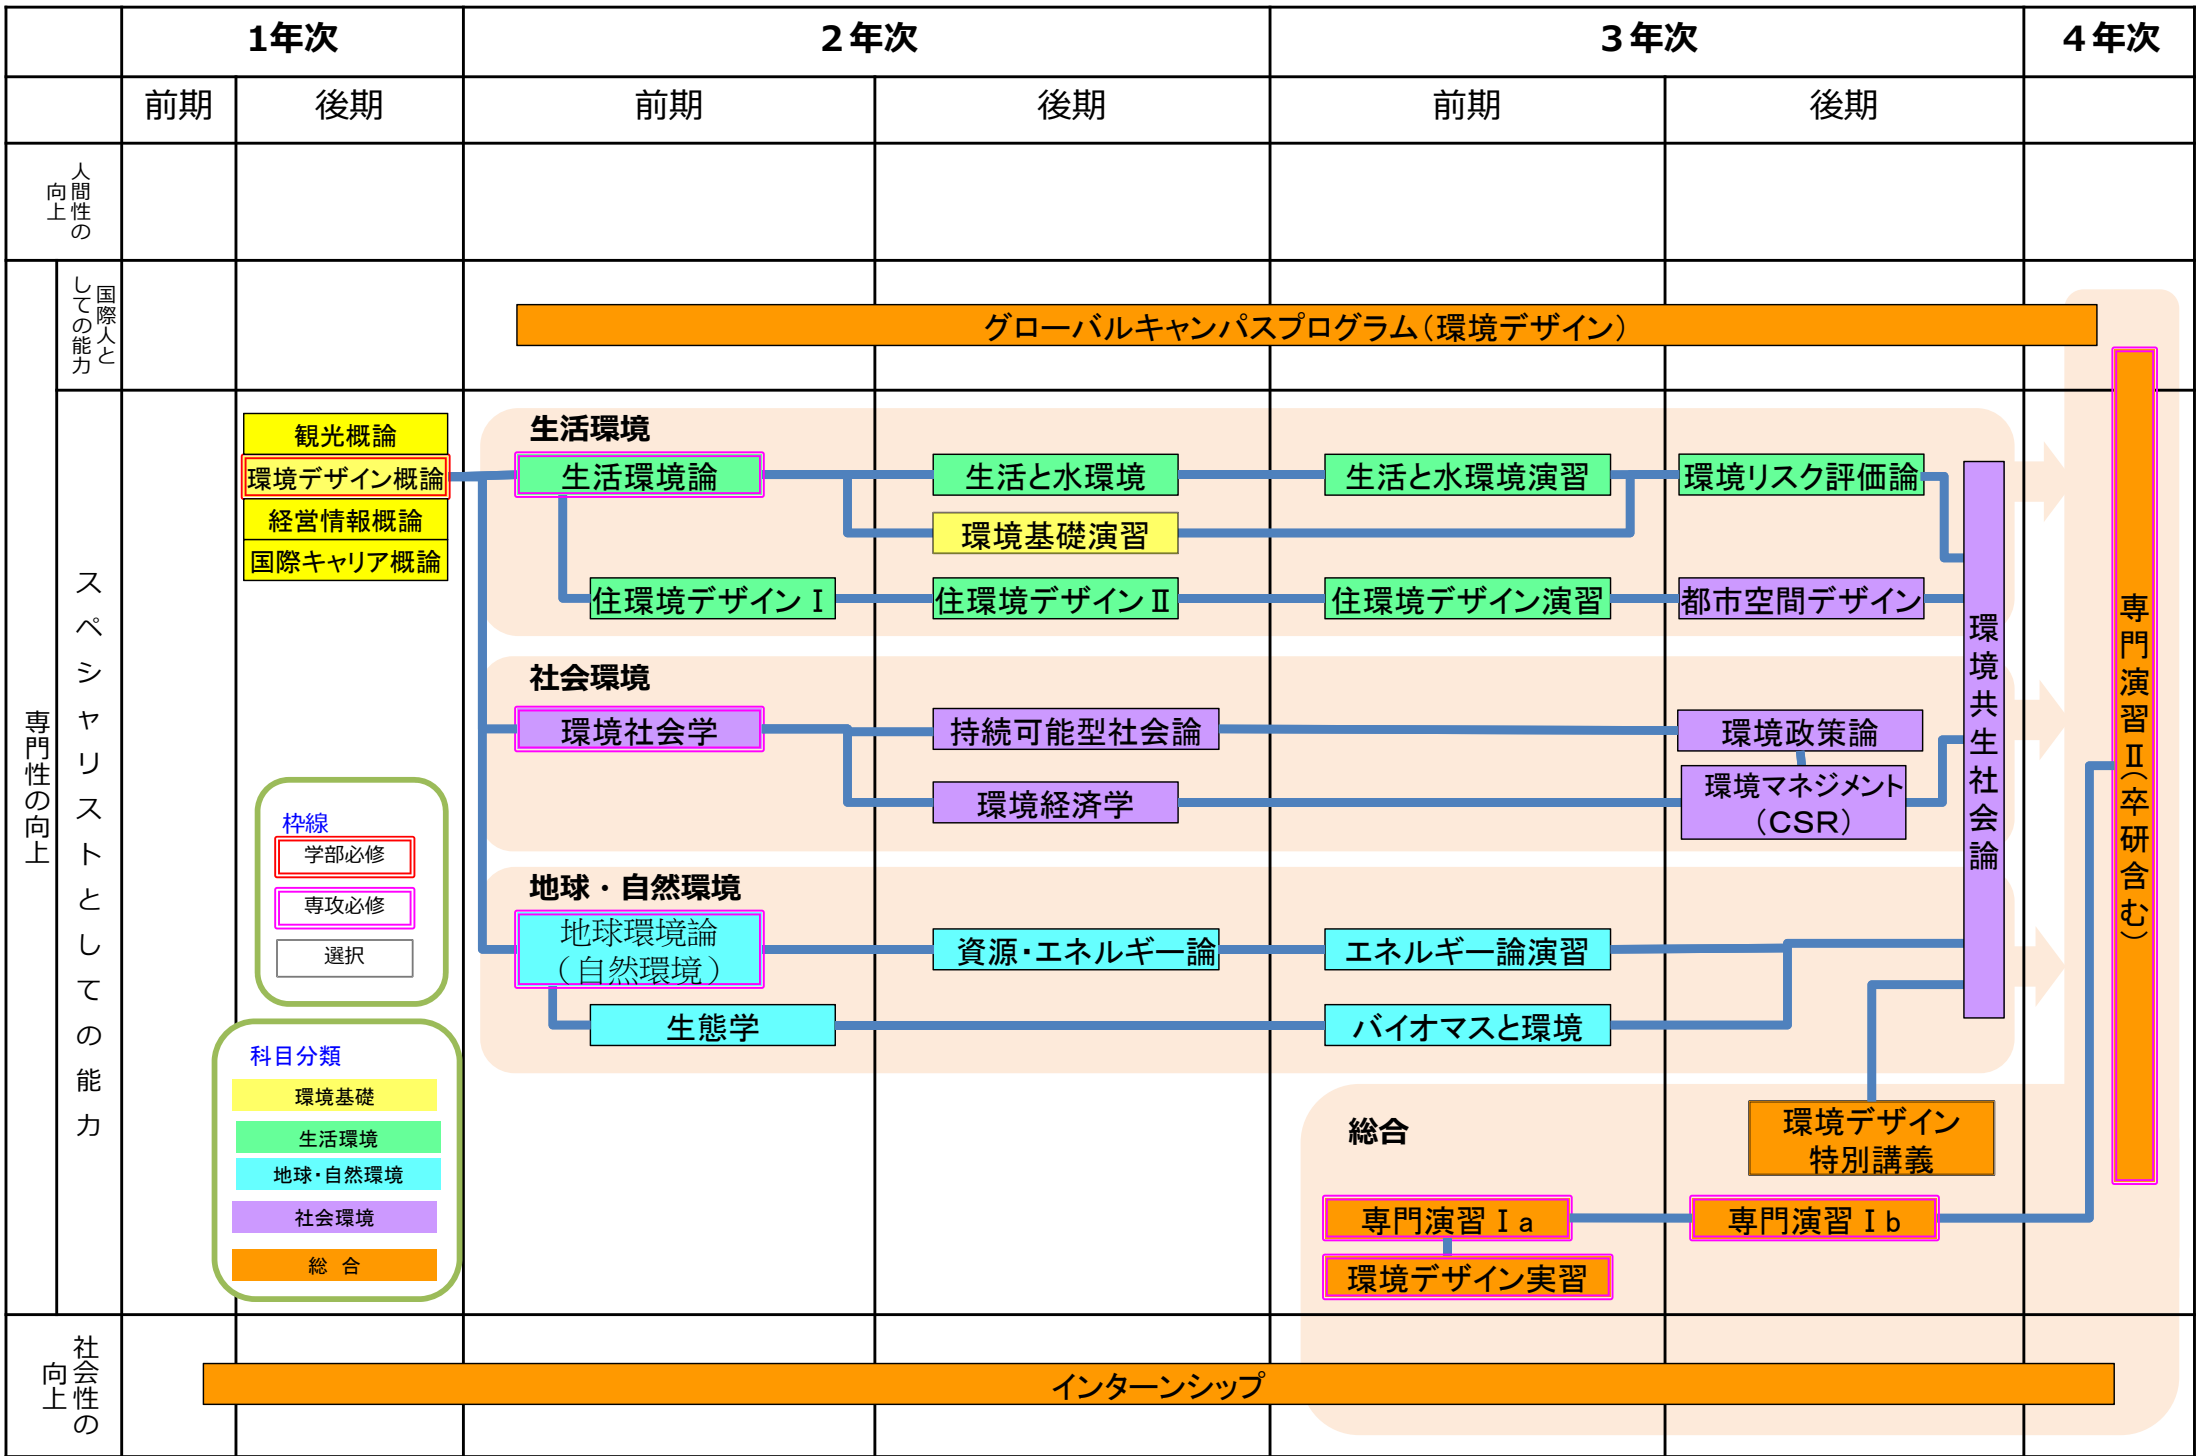 1年次
２年次
３年次
４年次
前期
後期
前期
後期
前期
後期
人間性の
向上
専門性の向上
国際人と
しての能力
グローバルキャンパスプログラム（環境デザイン）
スペシャリストとしての能力
観光概論
環境デザイン概論
経営情報概論
国際キャリア概論
生活環境
生活環境論
生活と水環境
生活と水環境演習
環境リスク評価論
環境基礎演習
住環境デザインⅠ
住環境デザインⅡ
住環境デザイン演習
都市空間デザイン
社会環境
環境社会学
持続可能型社会論
環境政策論
環境経済学
環境マネジメント
（CSR）
地球・自然環境
地球環境論
（自然環境）
資源・エネルギー論
エネルギー論演習
生態学
バイオマスと環境
環境共生社会論
専門演習Ⅱ（卒研含む）
枠線
学部必修
専攻必修
選択
科目分類
環境基礎
生活環境
地球・自然環境
社会環境
総 合
総合
環境デザイン
特別講義
専門演習Ⅰa
専門演習Ⅰb
環境デザイン実習
社会性の
向上
インターンシップ